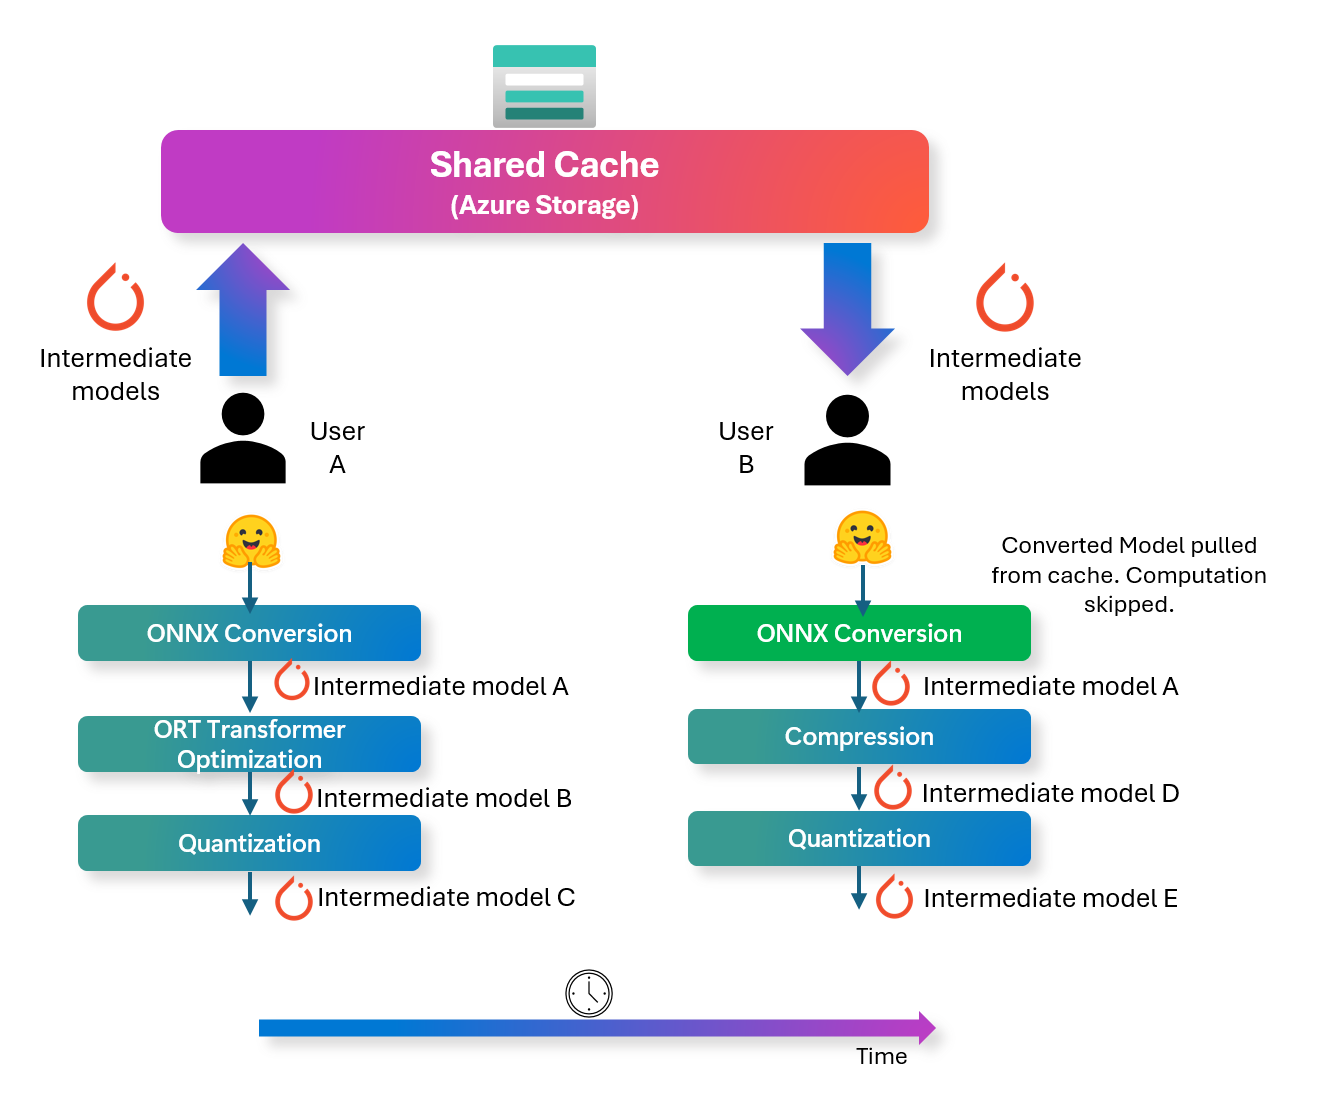 Shared Cache
(Azure Storage)
Intermediate
models
Intermediate
models
User
A
User
B
Converted Model pulled
from cache. Computation
skipped.
ONNX Conversion
Intermediate model A
ORT Transformer
Optimization
Intermediate model B
Quantization
Intermediate model C
ONNX Conversion
Intermediate model A
Compression
Intermediate model D
Quantization
Intermediate model E
Time